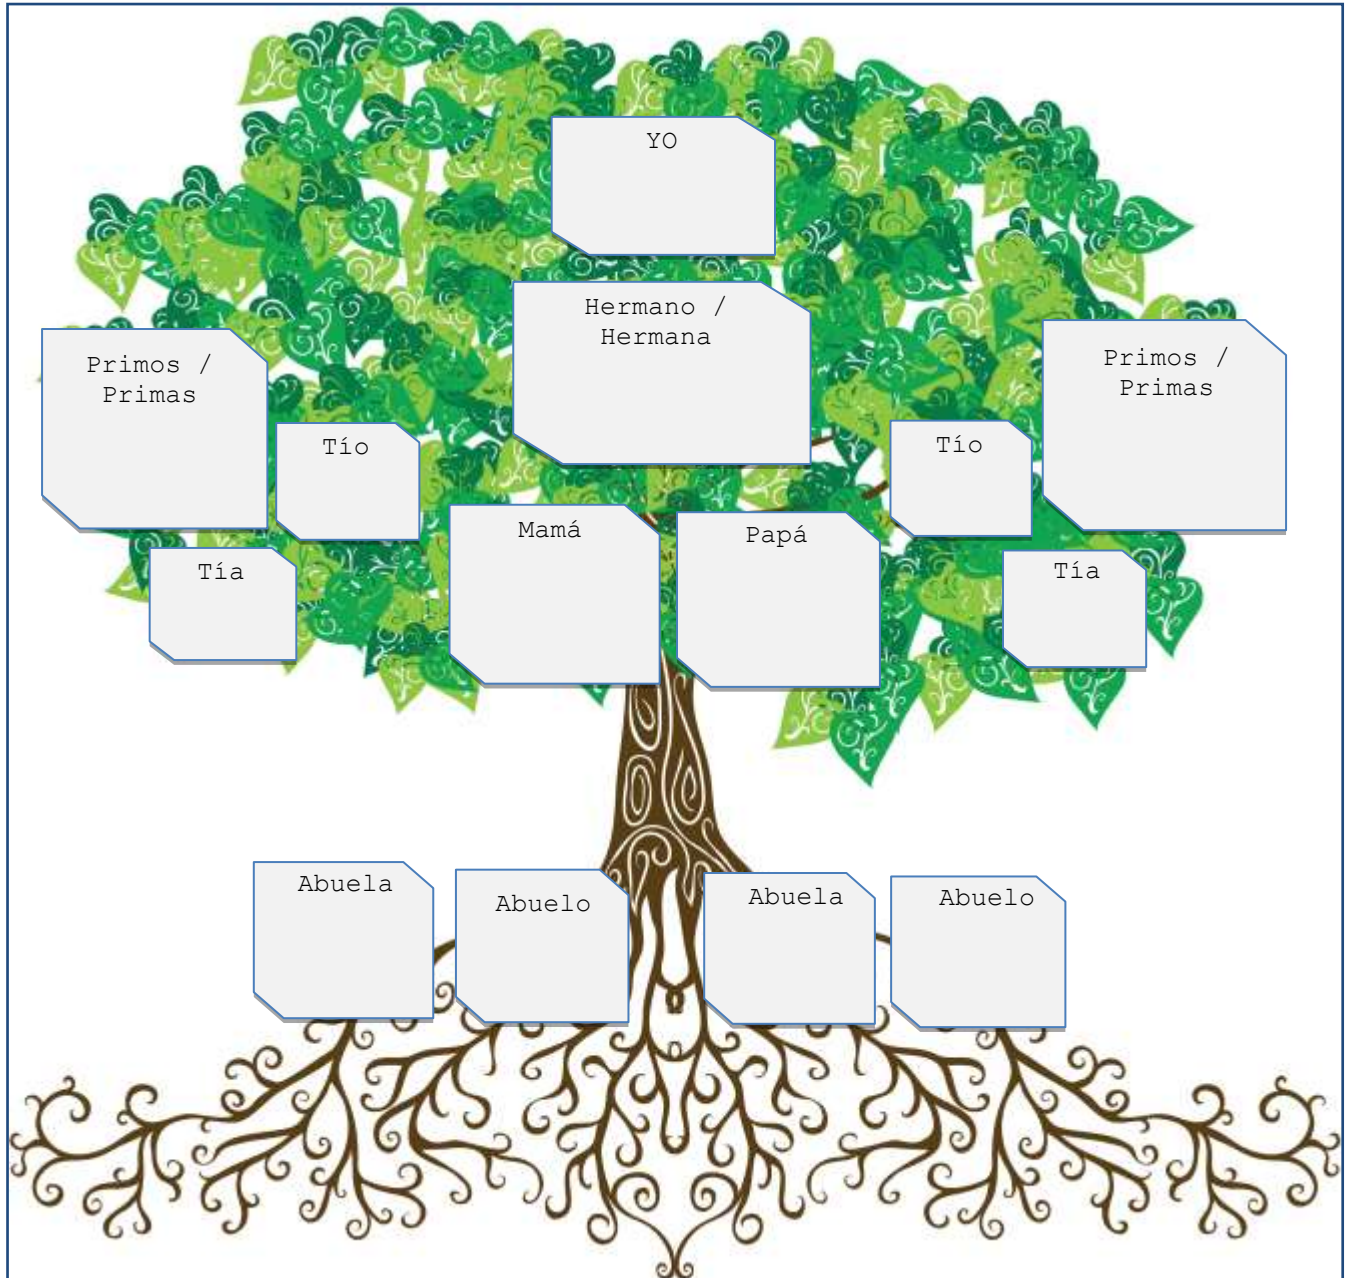 YO
Hermano /
Hermana
Primos /
Primas
Primos /
Primas
Tío
Tío
Mamá
Papá
Tía
Tía
Abuela
Abuelo
Abuela
Abuelo